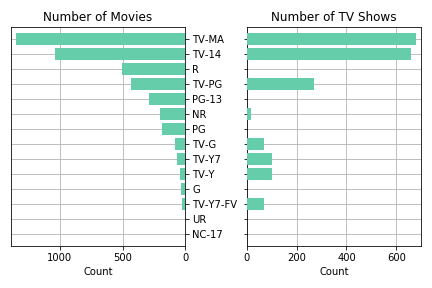 Number of Movies
Number of TV Shows
TV-MA
TV-14
R
TV-PG
PG-13
NR
PG
TV-G
TV-Y7
TV-Y
G
TV-Y7-FV
UR
NC-17
1000 500 0
0 200 400 600
Count
Count